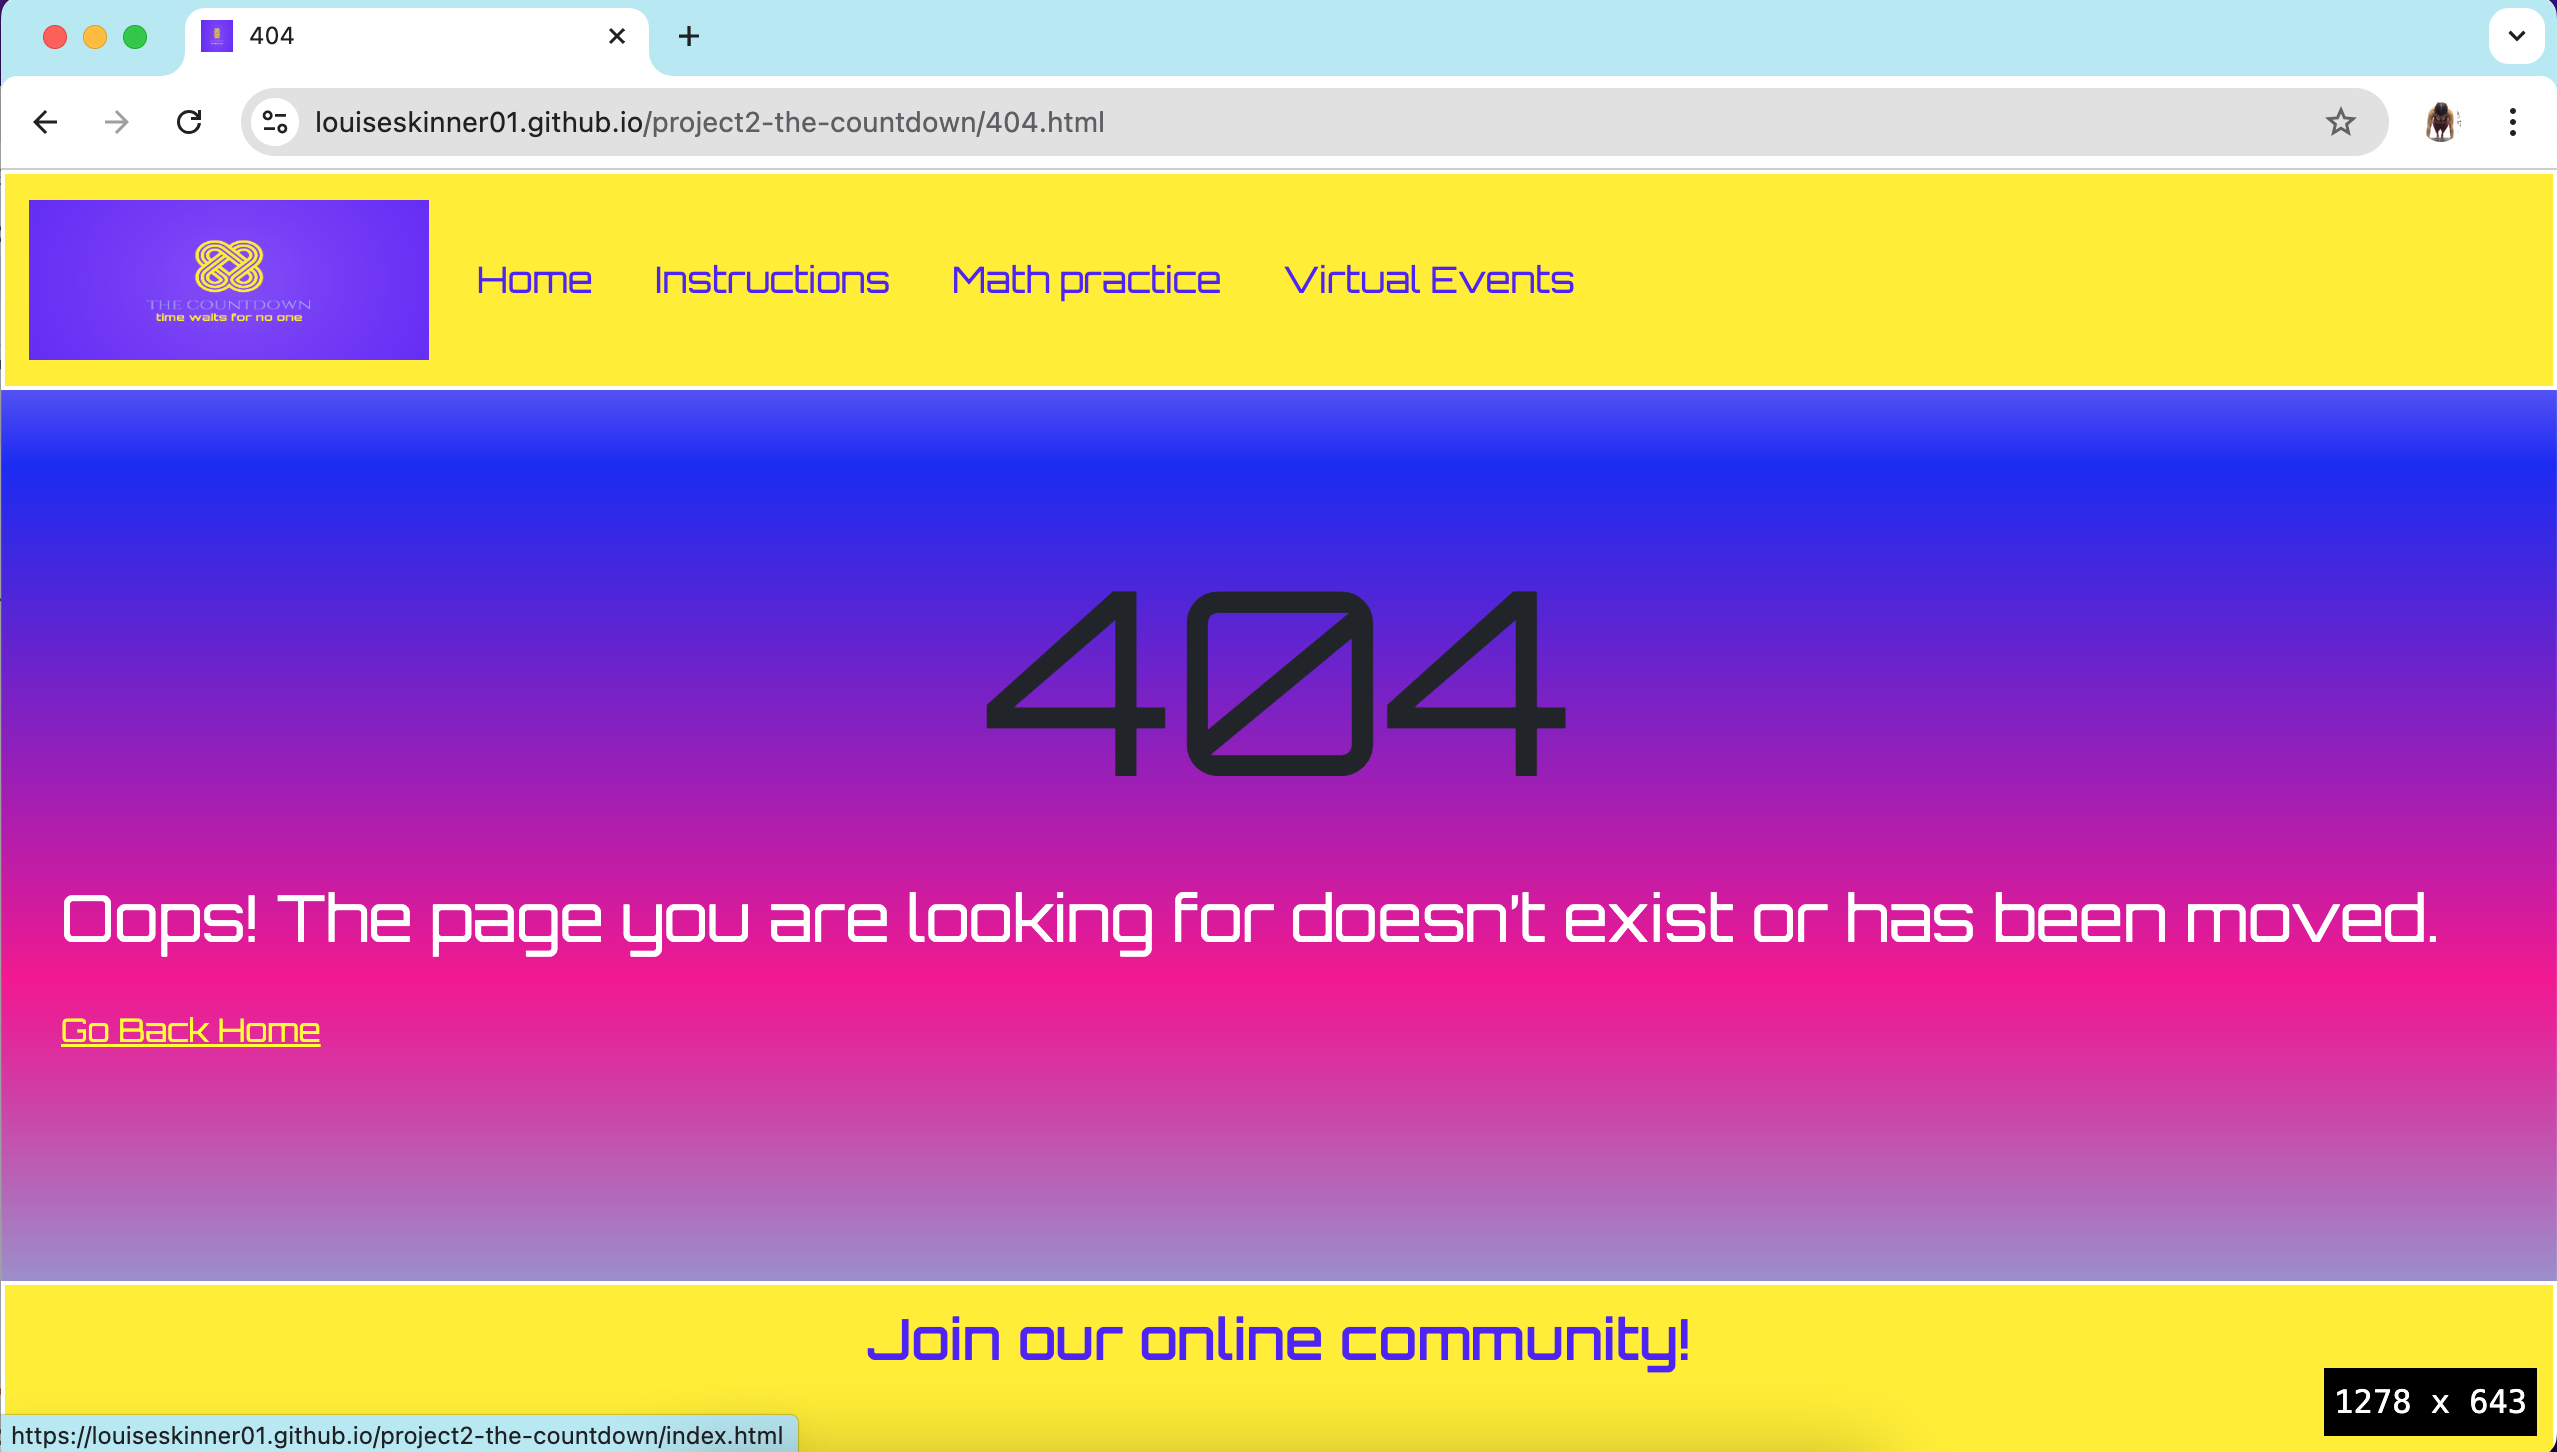 404
louiseskinner01.github.io/project2-the-countdown/404.html
THE COUNTDOWN
time waits for no one
Home Instructions Math practice Virtual Events
404
Oops! The page you are looking for doesn't exist or has been moved.
Go Back Home
Join our online community!
1278 x 643
https://louiseskinner01.github.io/project2-the-countdown/index.html